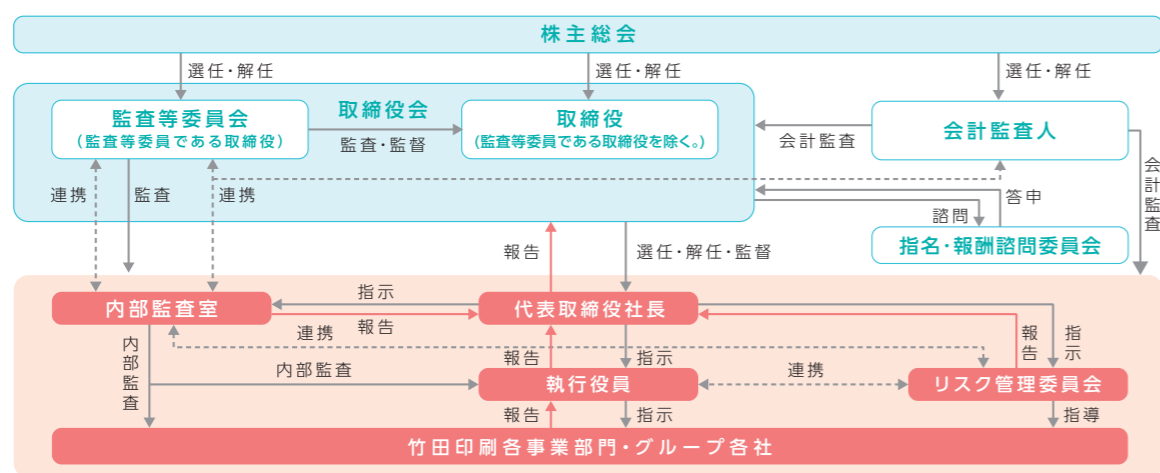 株主総会
選任・解任
選任・解任
選任・解任
監査等委員会
(監査等委員である取締役)
取締役会
監査・監督
取締役
(監査等委員である取締役を除く。)
会計監査
会計監査人
会計監査
連携
監査
連携
答申
諮問
指名・報酬諮問委員会
報告
選任・解任・監督
内部監査室
指示
報告
代表取締役社長
連携
報告
指示
報告
指示
内部監査
内部監査
執行役員
連携
リスク管理委員会
報告
指示
指導
竹田印刷各事業部門・グループ各社